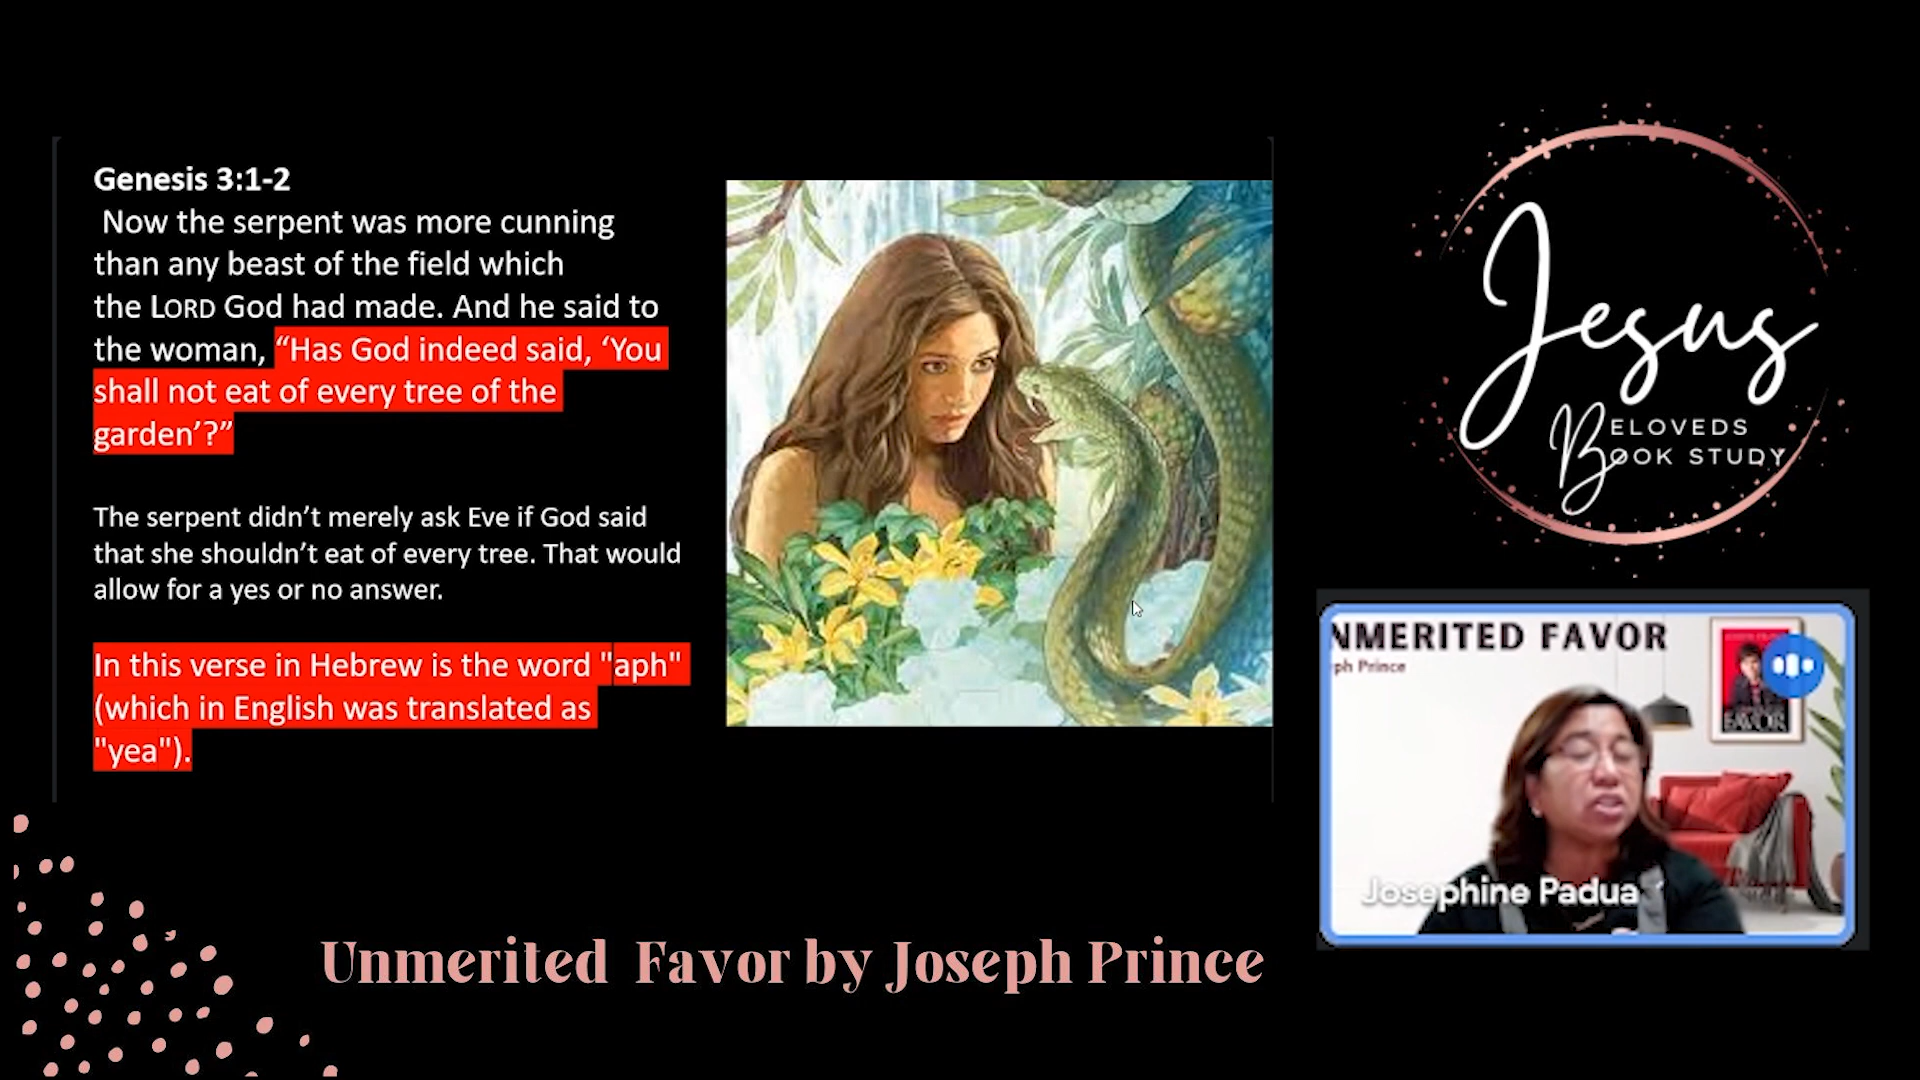 Genesis 3:1-2
Now the serpent was more cunning
than any beast of the field which
the LORD God had made. And he said to
the woman, “Has God indeed said, ‘You
shall not eat of every tree of the
garden’?”
The serpent didn’t merely ask Eve if God said
that she shouldn’t eat of every tree. That would
allow for a yes or no answer.
In this verse in Hebrew is the word "aph"
(which in English was translated as
"yea").
Jesus
BELOVEDS
BOOK STUDY
NMERITED FAVOR
ph Prince
FAVOR
Josephine Padua
Unmerited Favor by Joseph Prince